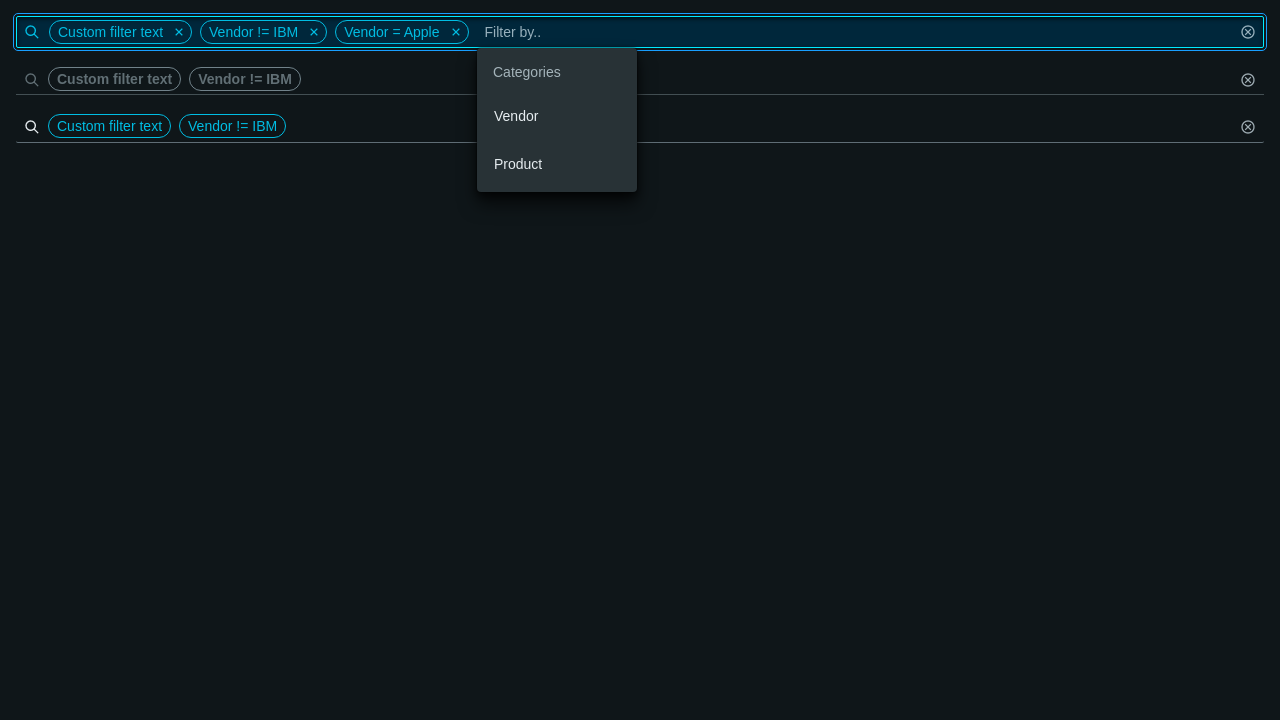 Custom filter text Vendor != IBM Vendor = Apple Filter by..
Categories
Custom filter text Vendor != IBM
Vendor
Custom filter text Vendor != IBM
Product